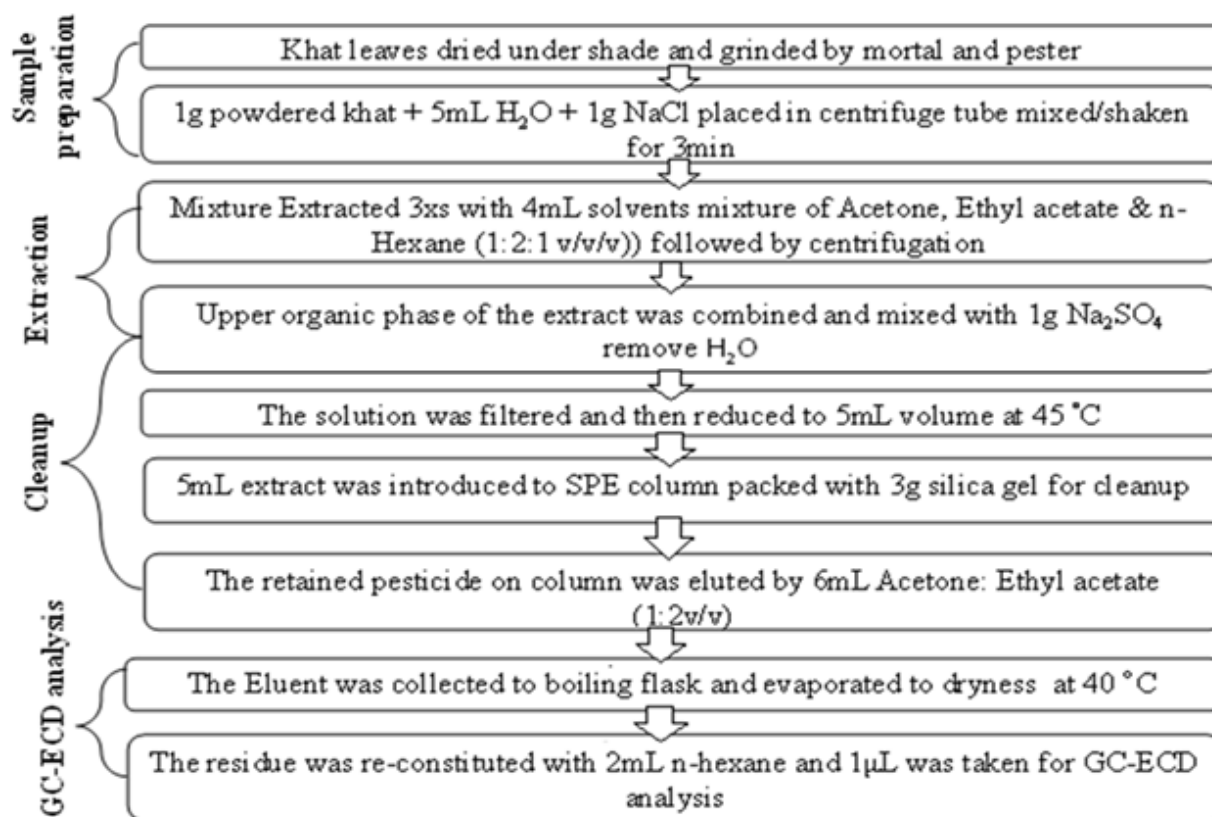 Sample
preparation
Khat leaves dried under shade and grinded by mortal and pester
1g powdered khat + 5mL H₂O + 1g NaCl placed in centrifuge tube mixed/shaken
for 3min
Extraction
Mixture Extracted 3xs with 4mL solvents mixture of Acetone, Ethyl acetate & n-
Hexane (1:2:1 v/v/v)) followed by centrifugation
Upper organic phase of the extract was combined and mixed with 1g Na₂SO₄
remove H₂O
Cleanup
The solution was filtered and then reduced to 5mL volume at 45 °C
5mL extract was introduced to SPE column packed with 3g silica gel for cleanup
The retained pesticide on column was eluted by 6mL Acetone: Ethyl acetate
(1:2v/v)
GC-ECD analysis
The Eluent was collected to boiling flask and evaporated to dryness at 40 °C
The residue was re-constituted with 2mL n-hexane and 1µL was taken for GC-ECD
analysis